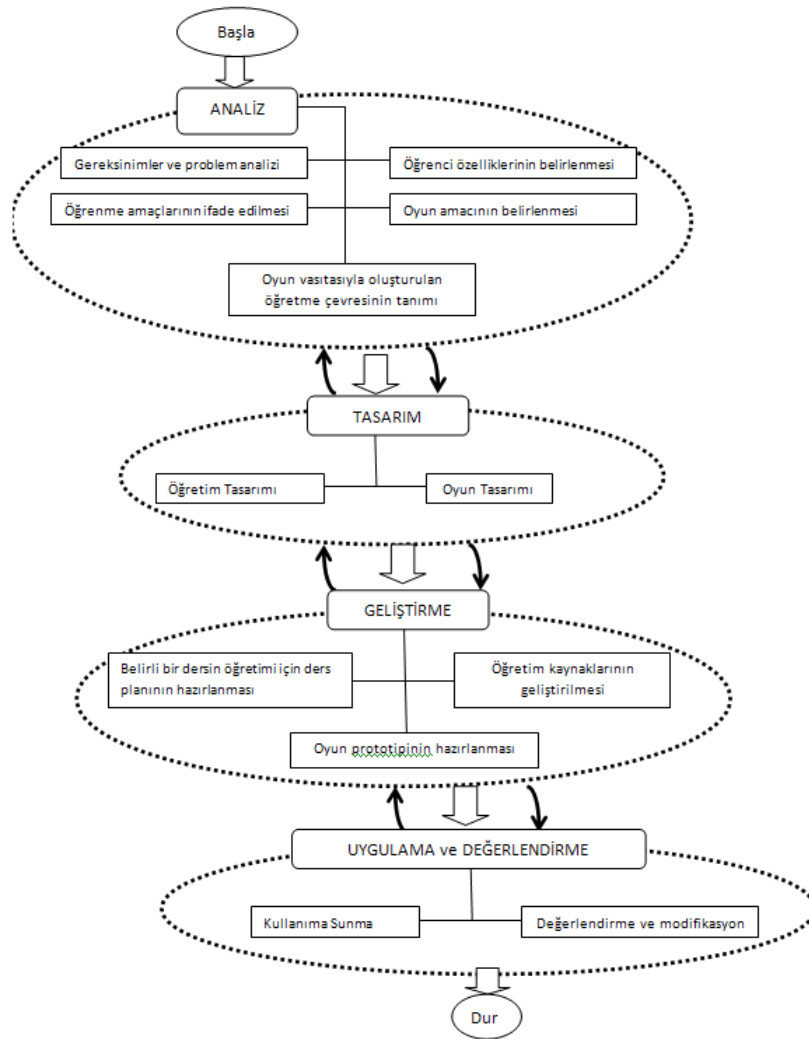 Başla
ANALİZ
Gereksinimler ve problem analizi
Öğrenci özelliklerinin belirlenmesi
Öğrenme amaçlarının ifade edilmesi
Oyun amacının belirlenmesi
Oyun vasıtasıyla oluşturulan
öğretme çevresinin tanımı
TASARIM
Öğretim Tasarımı
Oyun Tasarımı
GELİŞTİRME
Belirli bir dersin öğretimi için ders
planının hazırlanması
Öğretim kaynaklarının
geliştirilmesi
Oyun prototipinin hazırlanması
UYGULAMA ve DEĞERLENDİRME
Kullanıma Sunma
Değerlendirme ve modifikasyon
Dur